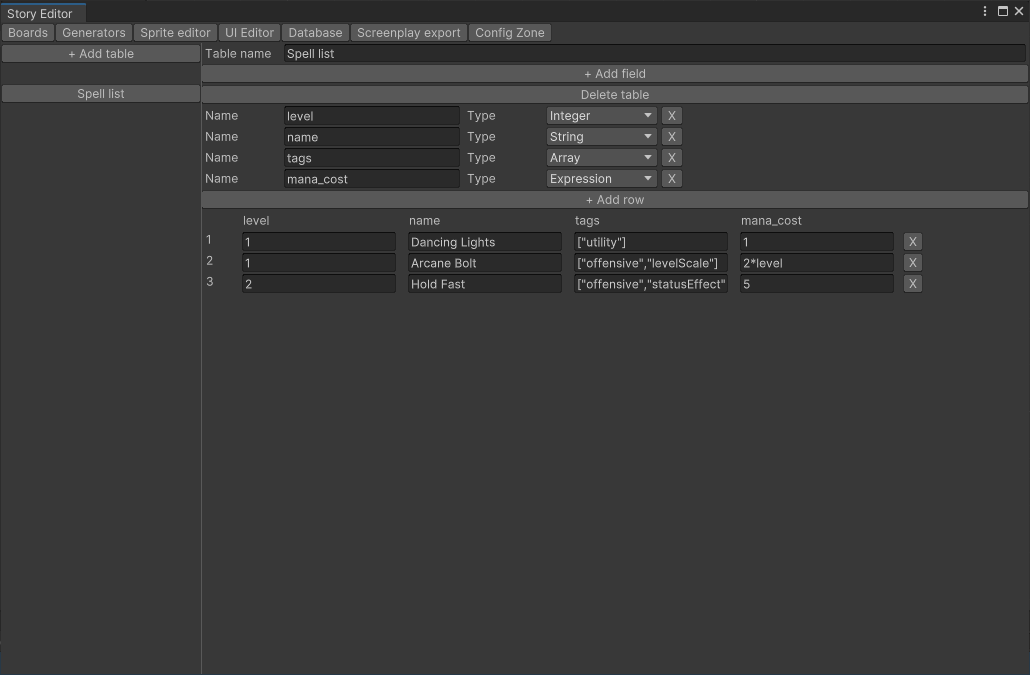 Story Editor
Boards Generators Sprite editor UI Editor Database Screenplay export Config Zone
+ Add table
Spell list
Table name Spell list
+ Add field
Delete table
Name level Type Integer X
Name name Type String X
Name tags Type Array X
Name mana_cost Type Expression X
+ Add row
level name tags mana_cost
1 1 Dancing Lights ["utility"] 1 X
2 1 Arcane Bolt ["offensive","levelScale"] 2*level X
3 2 Hold Fast ["offensive","statusEffect" 5 X